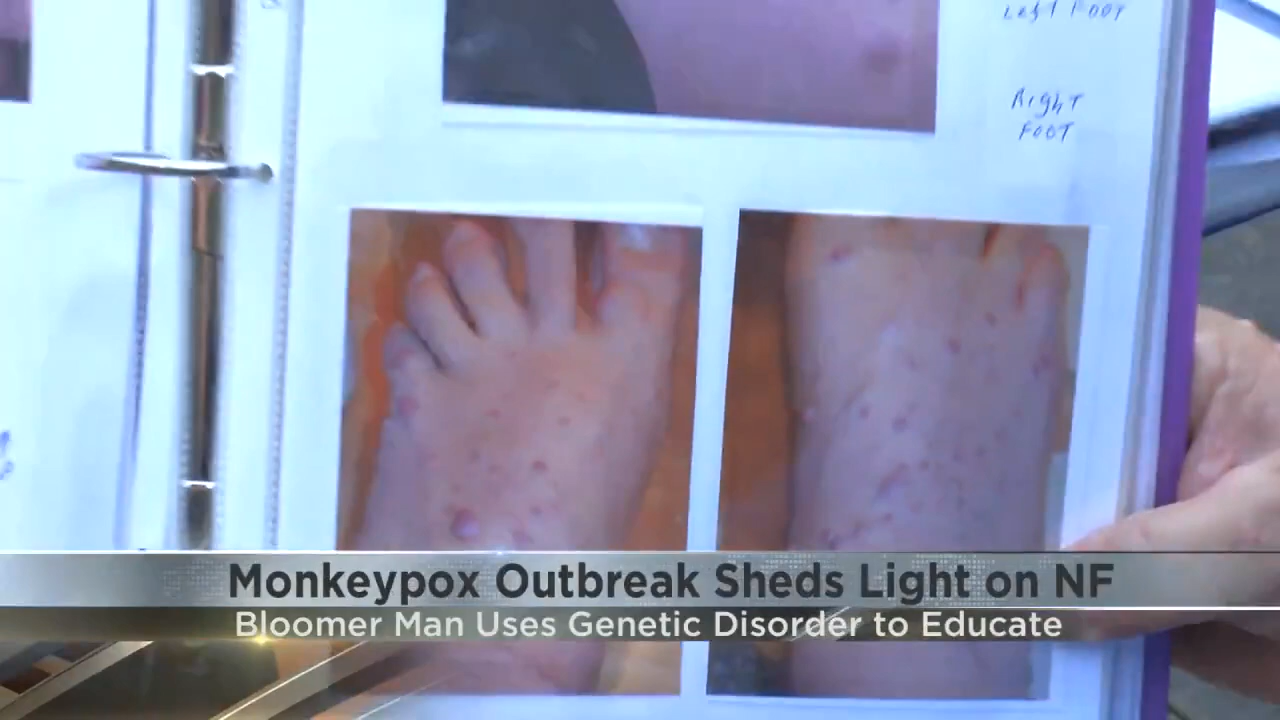 Left Foot
Right
Foot
Monkeypox Outbreak Sheds Light on NF
Bloomer Man Uses Genetic Disorder to Educate